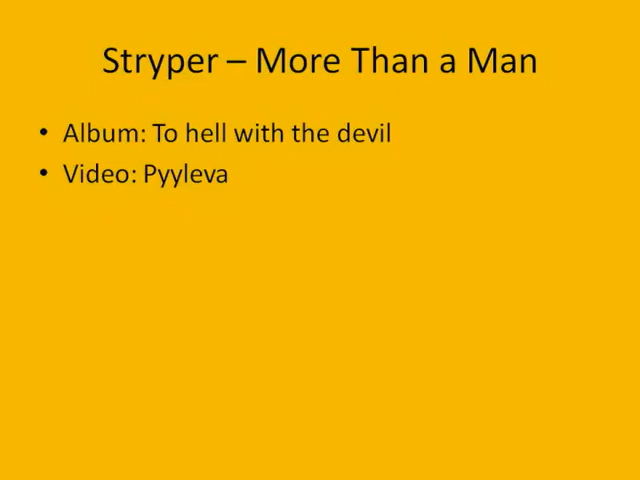 Stryper – More Than a Man
• Album: To hell with the devil
• Video: Pyyleva